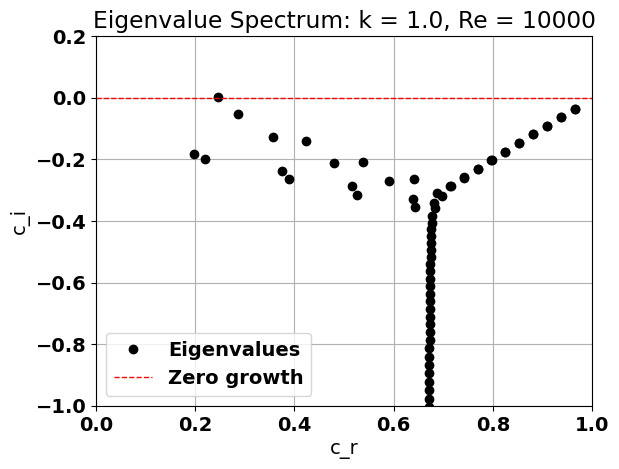 Eigenvalue Spectrum: k = 1.0, Re = 10000
0.2
0.0
−0.2
−0.4
−0.6
−0.8
−1.0
c_i
Eigenvalues
Zero growth
0.0 0.2 0.4 0.6 0.8 1.0
c_r